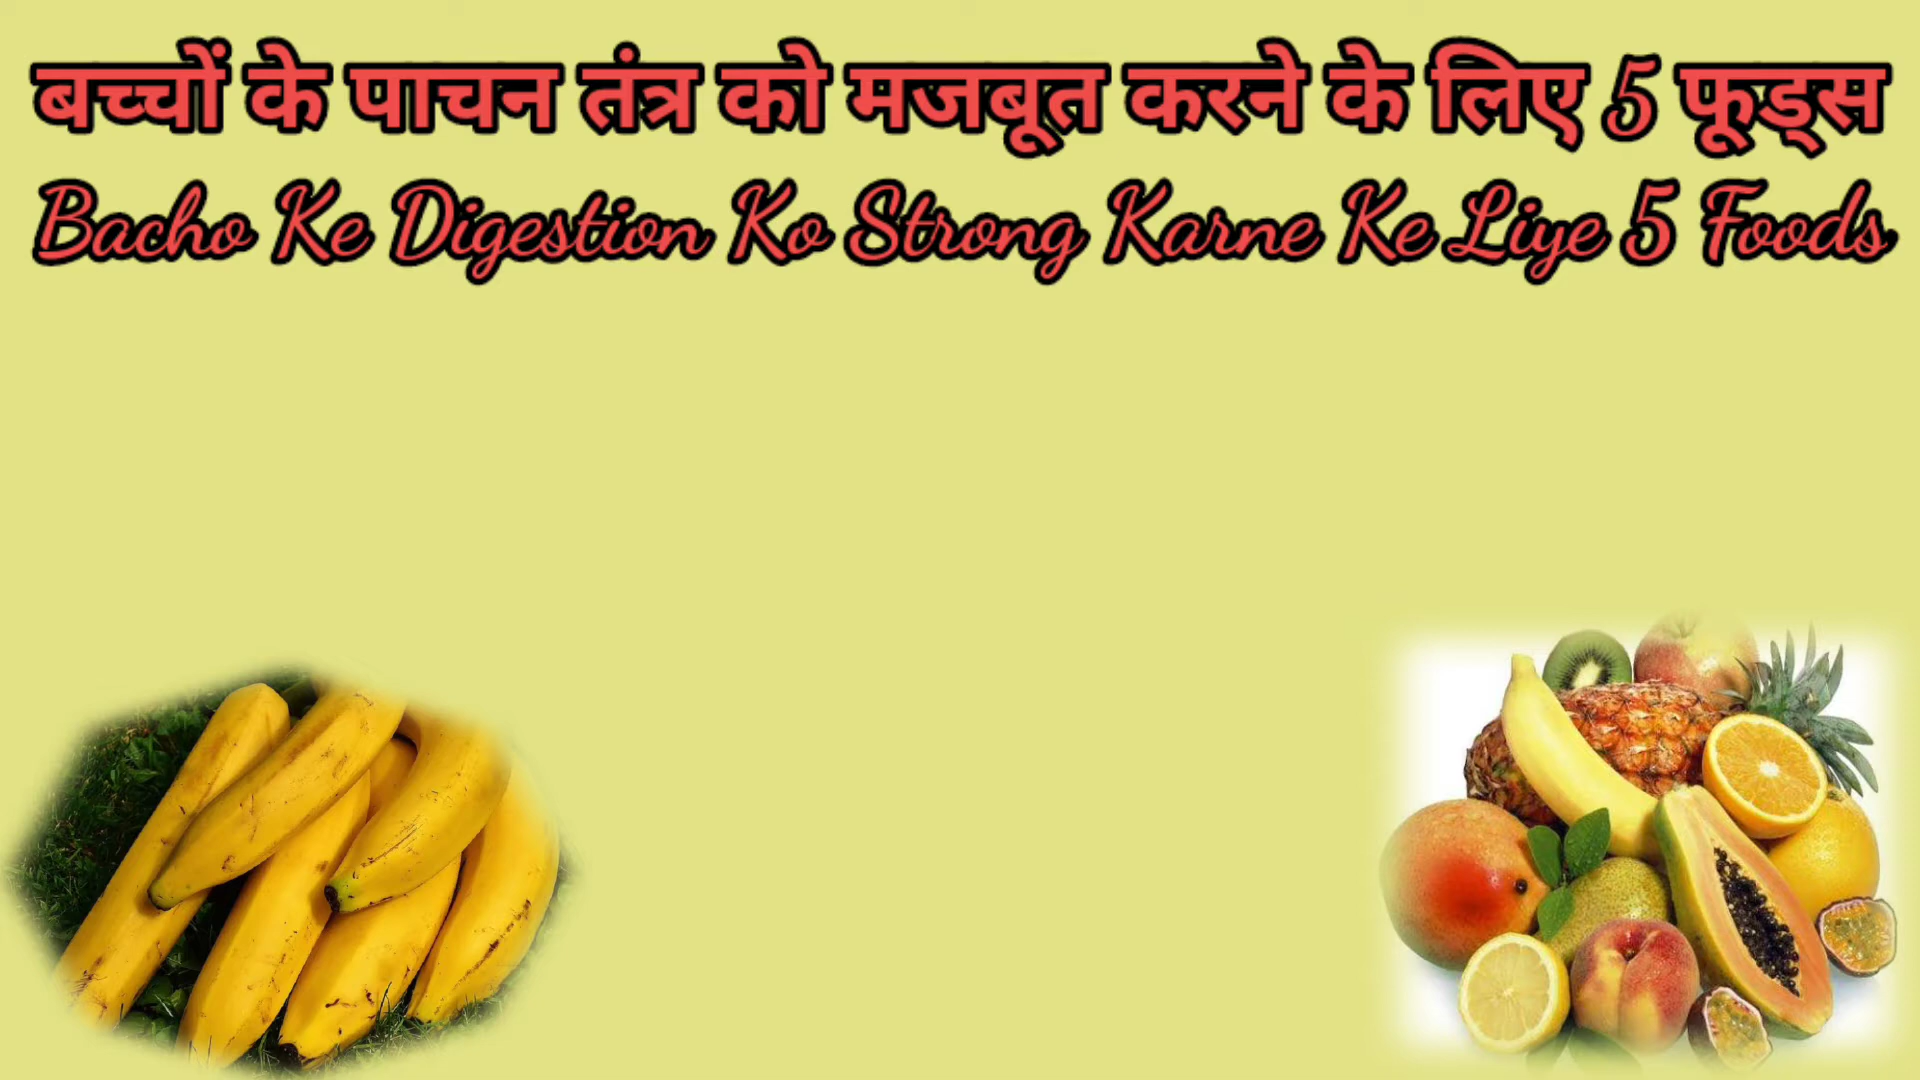 बच्चों के पाचन तंत्र को मजबूत करने के लिए 5 फूड्स
Bacho Ke Digestion Ko Strong Karne Ke Liye 5 Foods